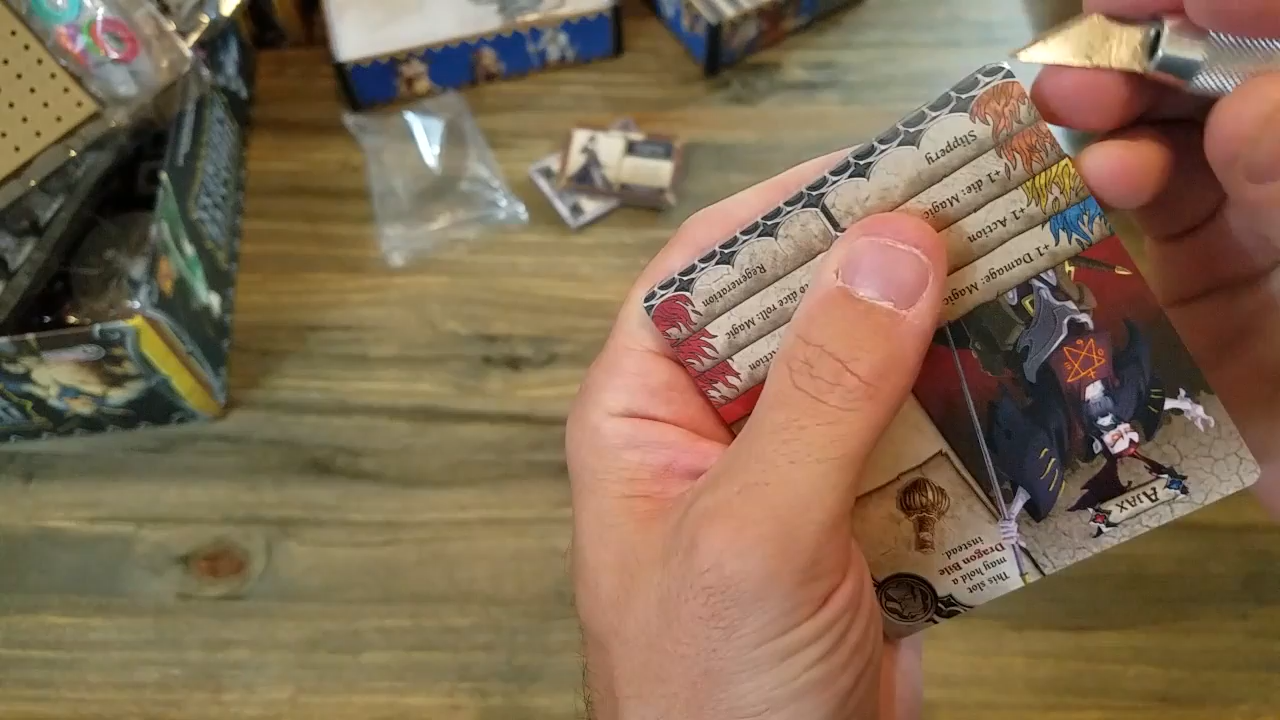 AJAX
This slot
may hold a
Dragon Bile
instead.
+1 Damage: Magic
+1 Action
+1 die: Magic
Slippery
dice roll: Magic
Regeneration